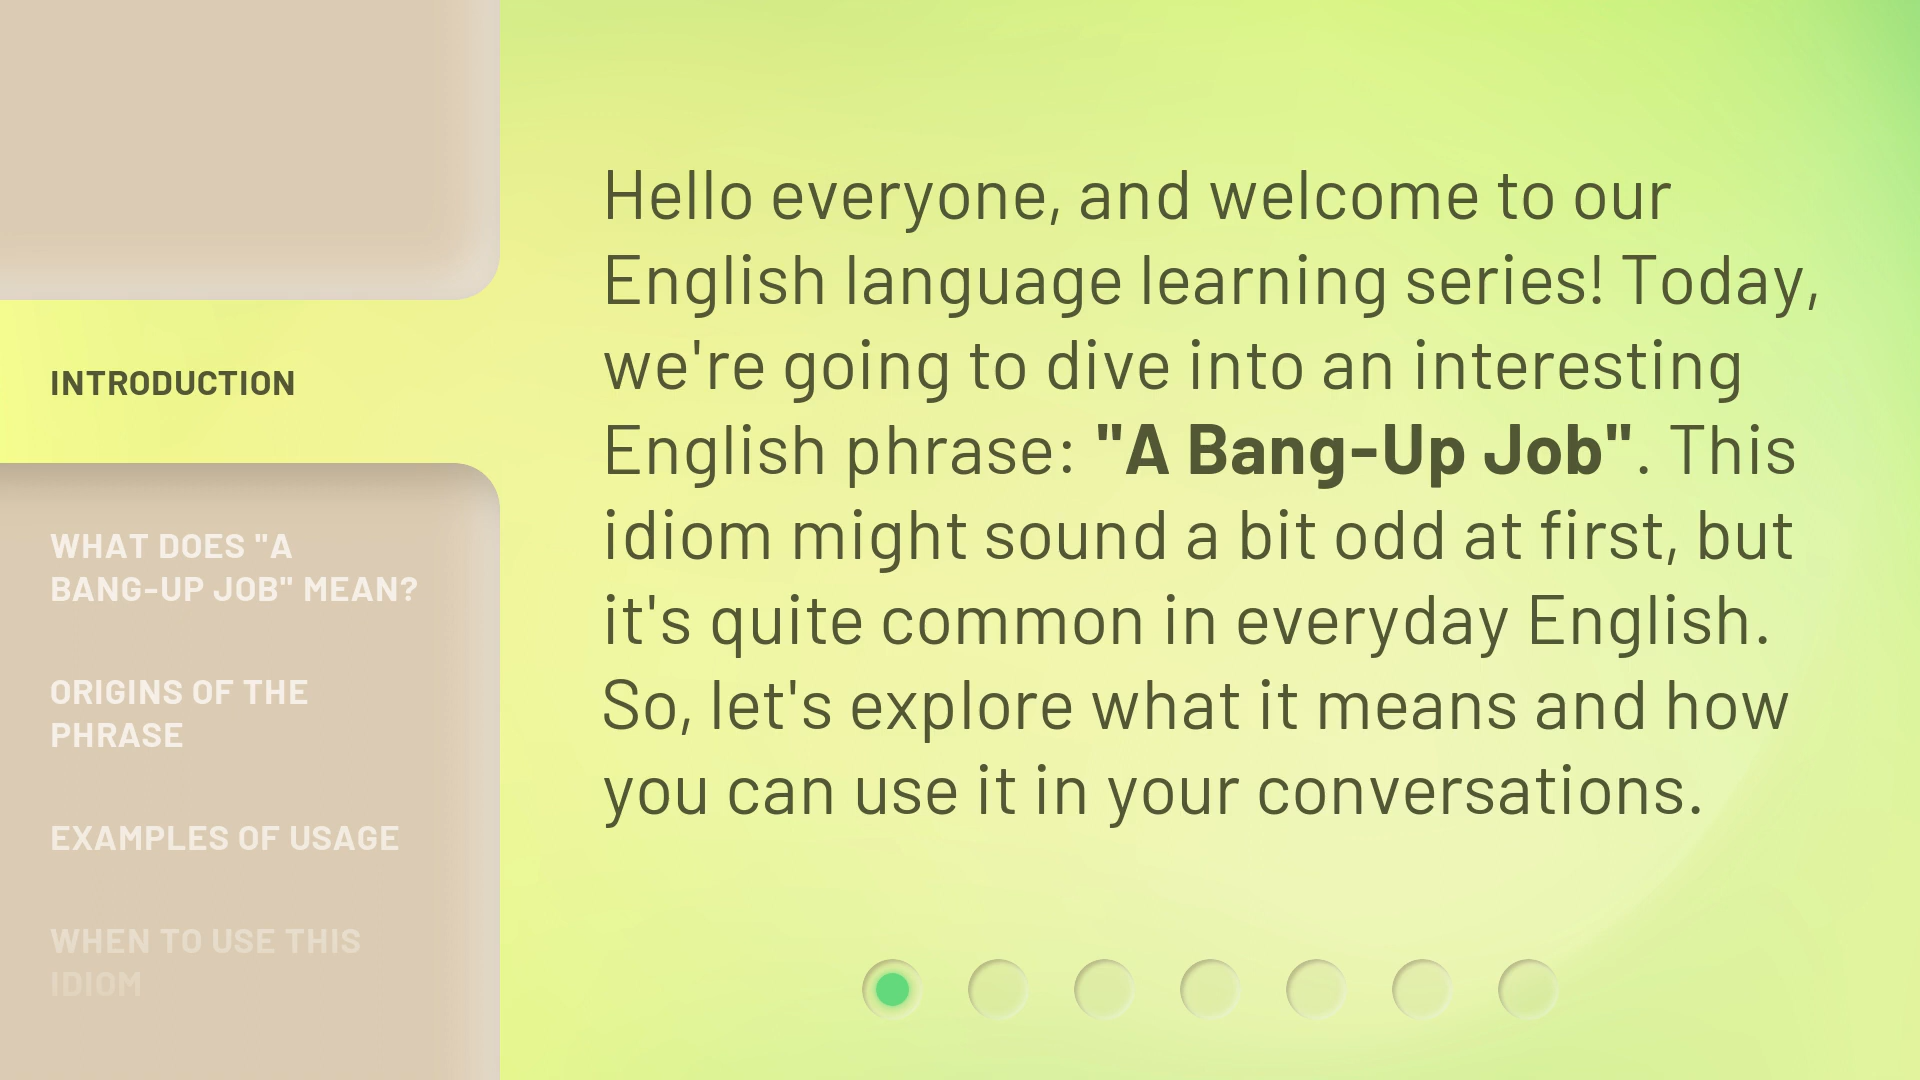 INTRODUCTION
WHAT DOES "A
BANG-UP JOB" MEAN?
ORIGINS OF THE
PHRASE
EXAMPLES OF USAGE
WHEN TO USE THIS
IDIOM
Hello everyone, and welcome to our
English language learning series! Today,
we're going to dive into an interesting
English phrase: "A Bang-Up Job". This
idiom might sound a bit odd at first, but
it's quite common in everyday English.
So, let's explore what it means and how
you can use it in your conversations.